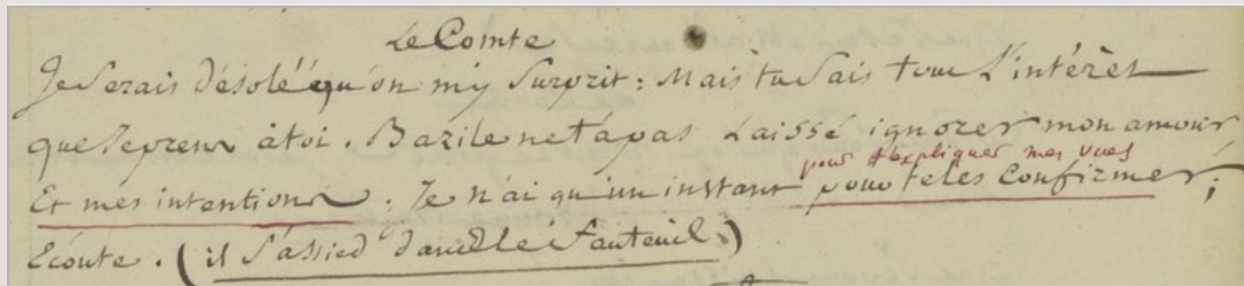 Le Comte
Je serais désolé qu'on m'y surprit; Mais tu sais tout L'intérêt
que Je prens à toi. Bazile ne t'a pas Laissé ignorer mon amour
pour t'expliquer mes vues
Et mes intentions. Je n'ai qu'un instant pour te les Confirmer;
Ecoute. (il s'assied dans le fauteuil.)